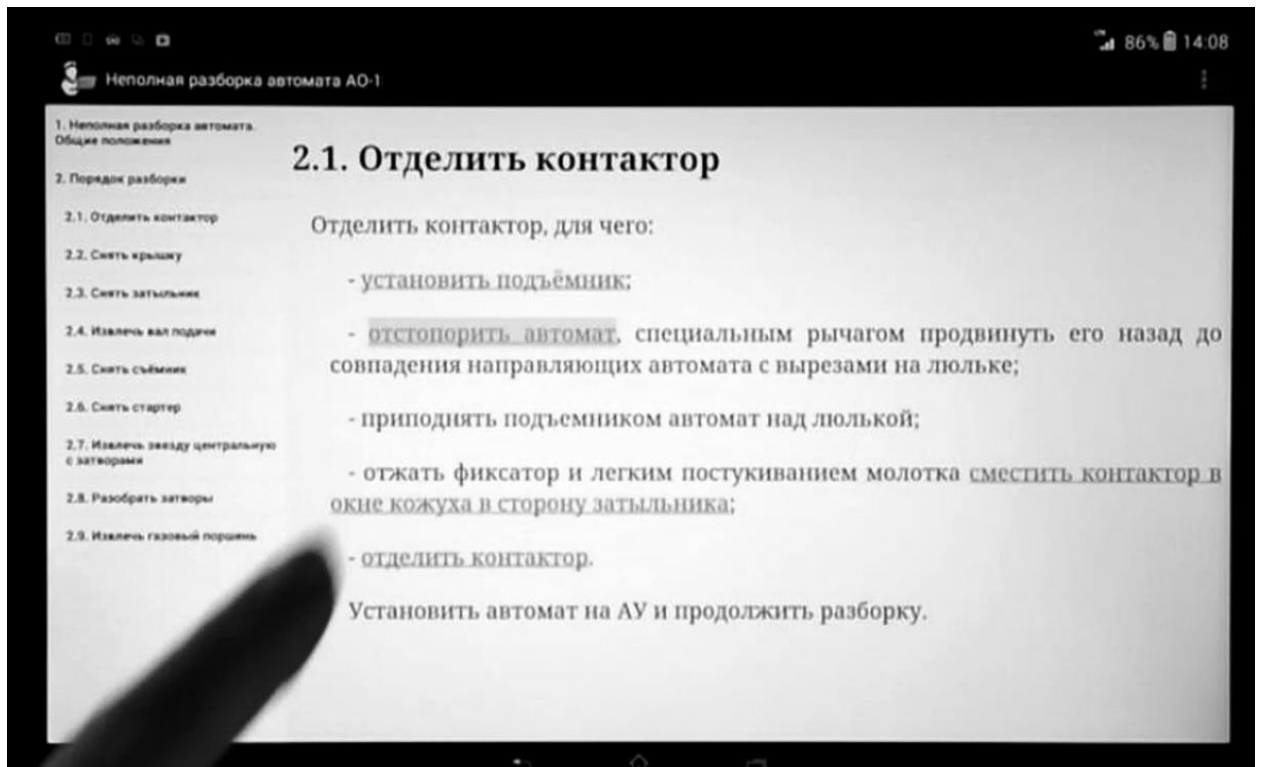 86% 14:08
Неполная разборка автомата АО-1
1. Неполная разборка автомата.
Общие положения
2. Порядок разборки
2.1. Отделить контактор
2.2. Снять крышку
2.3. Снять затыльник
2.4. Извлечь вал подачи
2.5. Снять съёмник
2.6. Снять стартер
2.7. Извлечь звезду центральную
с затворами
2.8. Разобрать затворы
2.9. Извлечь газовый поршень
2.1. Отделить контактор
Отделить контактор, для чего:
- установить подъёмник;
- отстопорить автомат, специальным рычагом продвинуть его назад до
совпадения направляющих автомата с вырезами на люльке;
- приподнять подъемником автомат над люлькой;
- отжать фиксатор и легким постукиванием молотка сместить контактор в
окне кожуха в сторону затыльника;
- отделить контактор.
Установить автомат на АУ и продолжить разборку.